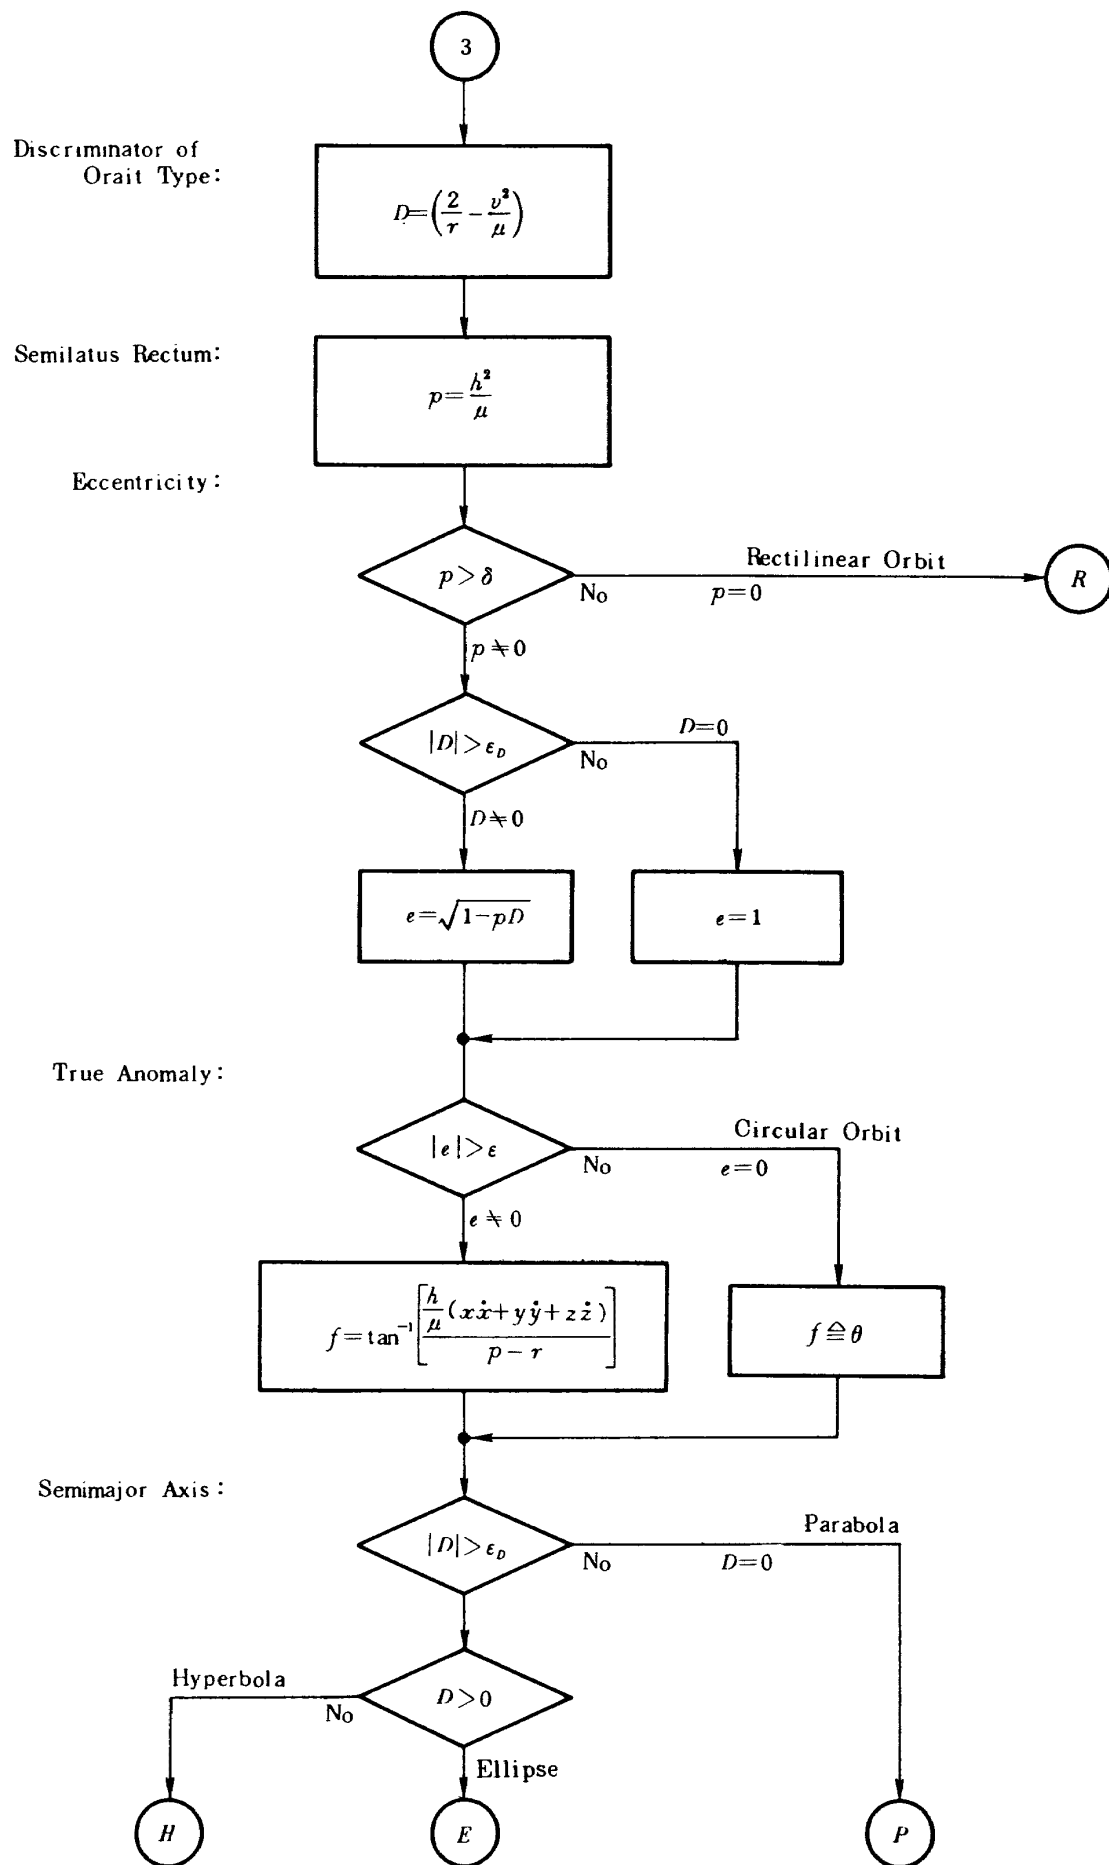 3
Discriminator of
Orait Type:
D=(2/r − v²/μ)
Semilatus Rectum:
p=h²/μ
Eccentricity:
p>δ
Rectilinear Orbit
No
p=0
R
p≠0
|D|>ε_D
D=0
No
D≠0
e=√(1−pD)
e=1
True Anomaly:
|e|>ε
Circular Orbit
No
e=0
e≠0
f=tan⁻¹[h/μ(xẋ+yẏ+zż)/(p−r)]
f≙θ
Semimajor Axis:
|D|>ε_D
Parabola
No
D=0
Hyperbola
D>0
No
Ellipse
H
E
P